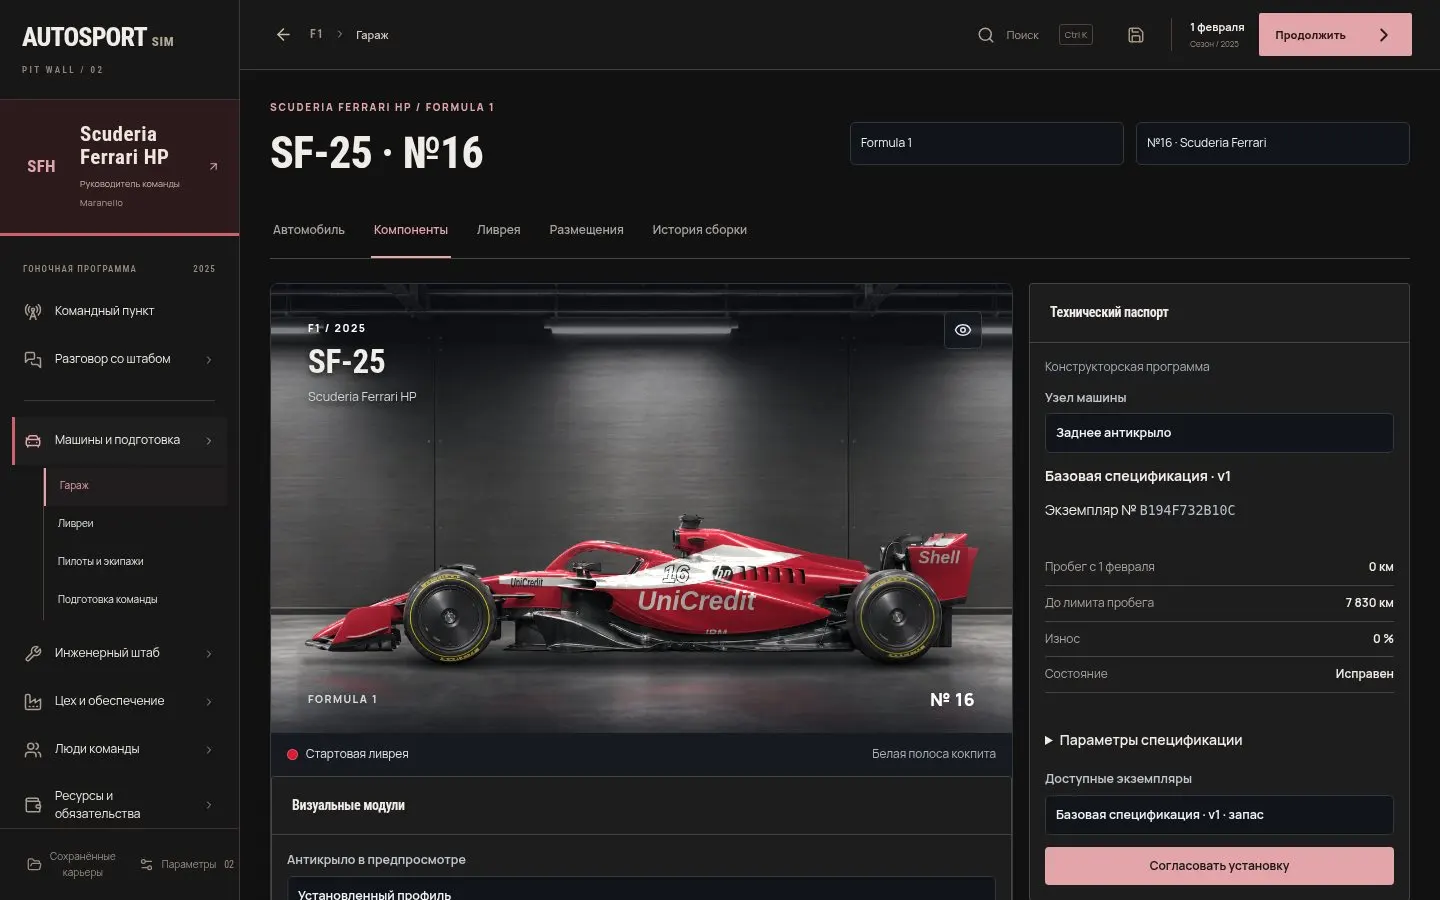 AUTOSPORT SIM
PIT WALL / 02
SFH
Scuderia
Ferrari HP
Руководитель команды
Maranello
ГОНОЧНАЯ ПРОГРАММА 2025
Командный пункт
Разговор со штабом
Машины и подготовка
Гараж
Ливреи
Пилоты и экипажи
Подготовка команды
Инженерный штаб
Цех и обеспечение
Люди команды
Ресурсы и
обязательства
Сохранённые
карьеры
Параметры 02
F1 Гараж
Поиск Ctrl K
1 февраля
Сезон / 2025
Продолжить
SCUDERIA FERRARI HP / FORMULA 1
SF-25 · №16
Formula 1
№16 · Scuderia Ferrari
Автомобиль Компоненты Ливрея Размещения История сборки
F1 / 2025
SF-25
Scuderia Ferrari HP
Shell
UniCredit
16
hp
UniCredit
IBM
FORMULA 1
№ 16
Стартовая ливрея
Белая полоса кокпита
Визуальные модули
Антикрыло в предпросмотре
Установленный профиль
Технический паспорт
Конструкторская программа
Узел машины
Заднее антикрыло
Базовая спецификация · v1
Экземпляр № B194F732B10C
Пробег с 1 февраля 0 км
До лимита пробега 7 830 км
Износ 0 %
Состояние Исправен
Параметры спецификации
Доступные экземпляры
Базовая спецификация · v1 · запас
Согласовать установку